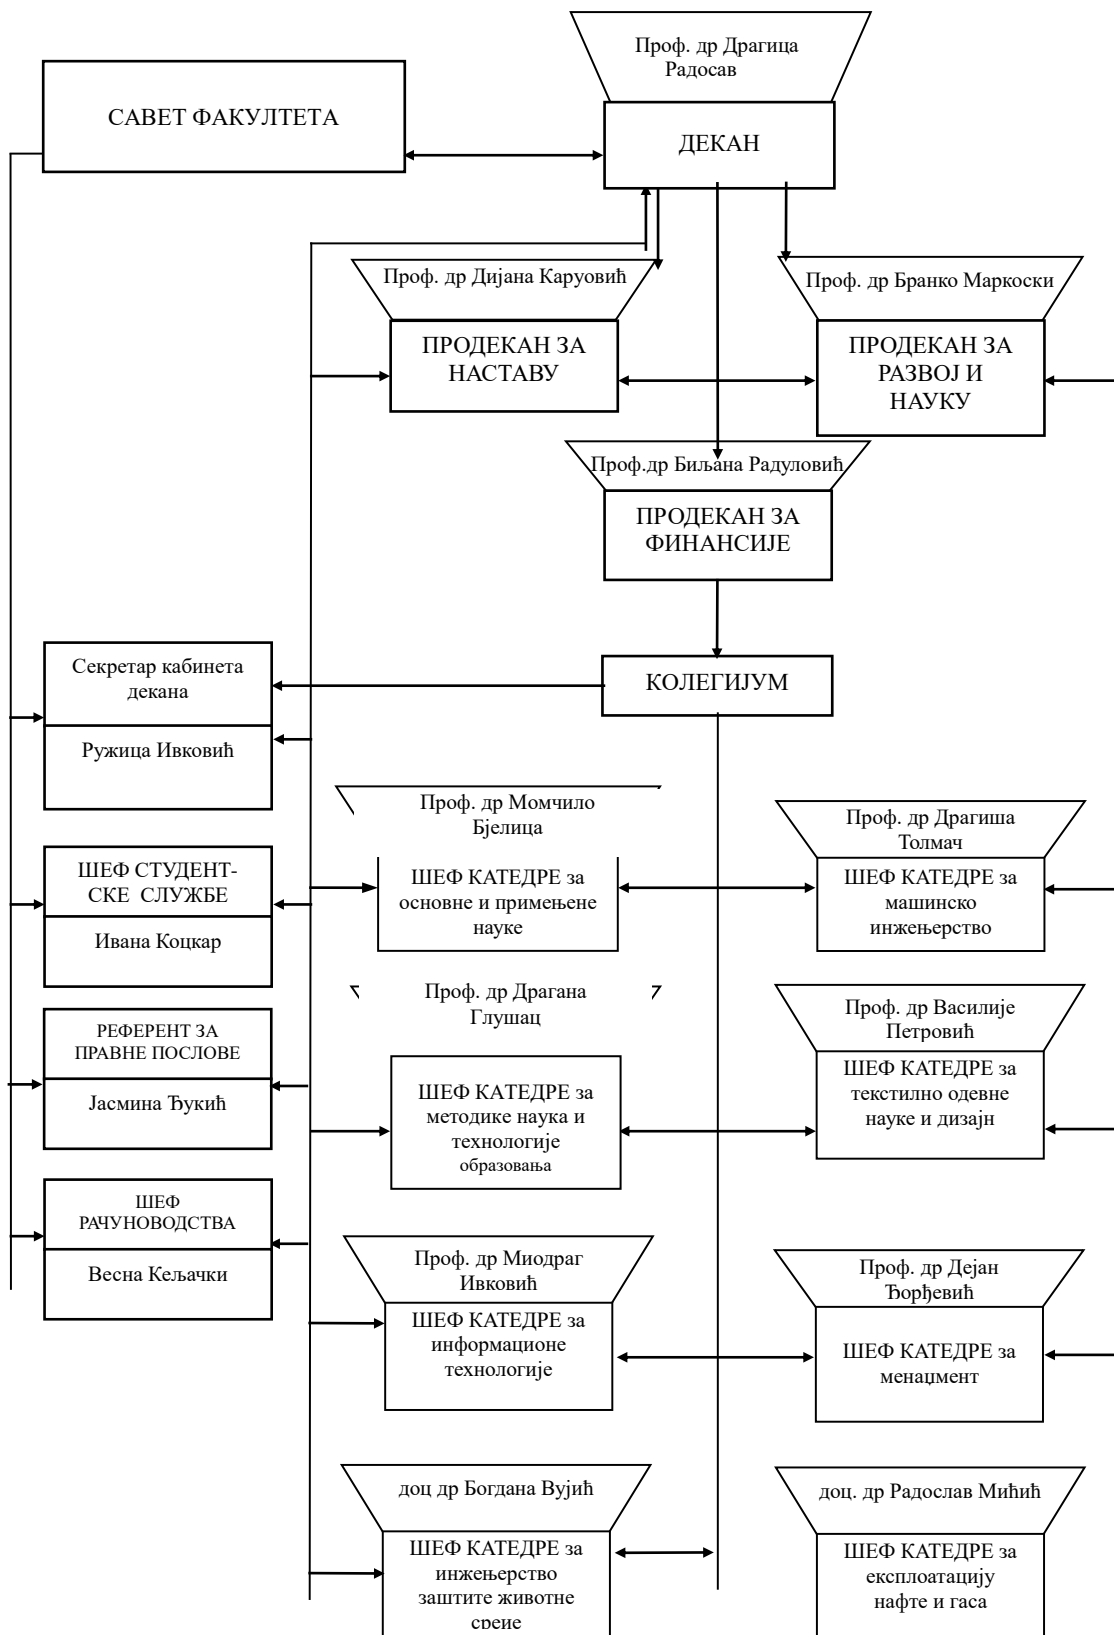 Проф. др Драгица
Радосав
САВЕТ ФАКУЛТЕТА
ДЕКАН
Проф. др Дијана Каруовић
Проф. др Бранко Маркоски
ПРОДЕКАН ЗА
НАСТАВУ
ПРОДЕКАН ЗА
РАЗВОЈ И
НАУКУ
Проф.др Биљана Радуловић
ПРОДЕКАН ЗА
ФИНАНСИЈЕ
Секретар кабинета
декана
Ружица Ивковић
КОЛЕГИЈУМ
Проф. др Момчило
Бјелица
Проф. др Драгиша
Толмач
ШЕФ СТУДЕНТ-
СКЕ СЛУЖБЕ
Ивана Коцкар
ШЕФ КАТЕДРЕ за
основне и примењене
науке
ШЕФ КАТЕДРЕ за
машинско
инжењерство
Проф. др Драгана
Глушац
Проф. др Василије
Петровић
РЕФЕРЕНТ ЗА
ПРАВНЕ ПОСЛОВЕ
Јасмина Ђукић
ШЕФ КАТЕДРЕ за
методике наука и
технологије
образовања
ШЕФ КАТЕДРЕ за
текстилно одевне
науке и дизајн
ШЕФ
РАЧУНОВОДСТВА
Весна Кељачки
Проф. др Миодраг
Ивковић
Проф. др Дејан
Ђорђевић
ШЕФ КАТЕДРЕ за
информационе
технологије
ШЕФ КАТЕДРЕ за
менаџмент
доц др Богдана Вујић
доц. др Радослав Мићић
ШЕФ КАТЕДРЕ за
инжењерство
заштите животне
ШЕФ КАТЕДРЕ за
експлоатацију
нафте и гаса